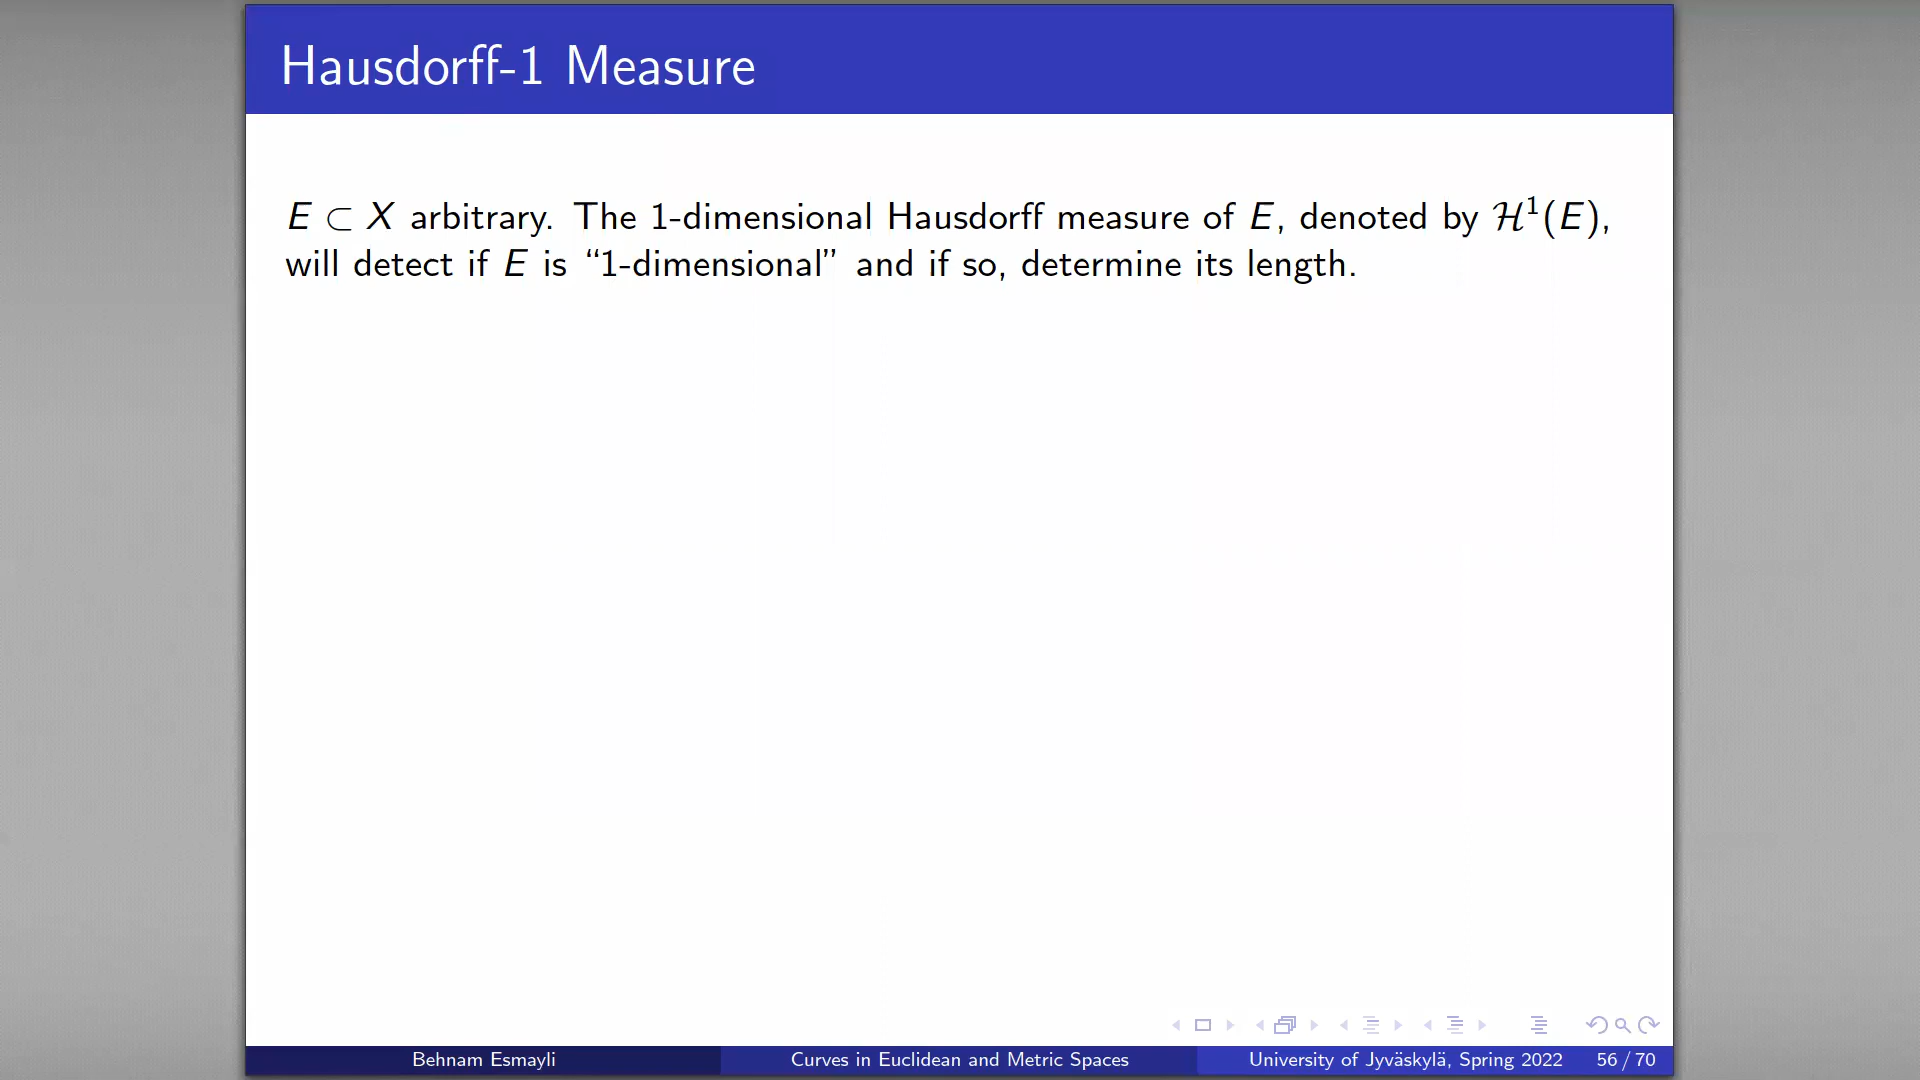 Hausdorff-1 Measure
E ⊂ X arbitrary. The 1-dimensional Hausdorff measure of E, denoted by ℋ¹(E),
will detect if E is “1-dimensional” and if so, determine its length.
Behnam Esmayli Curves in Euclidean and Metric Spaces University of Jyväskylä, Spring 2022 56 / 70